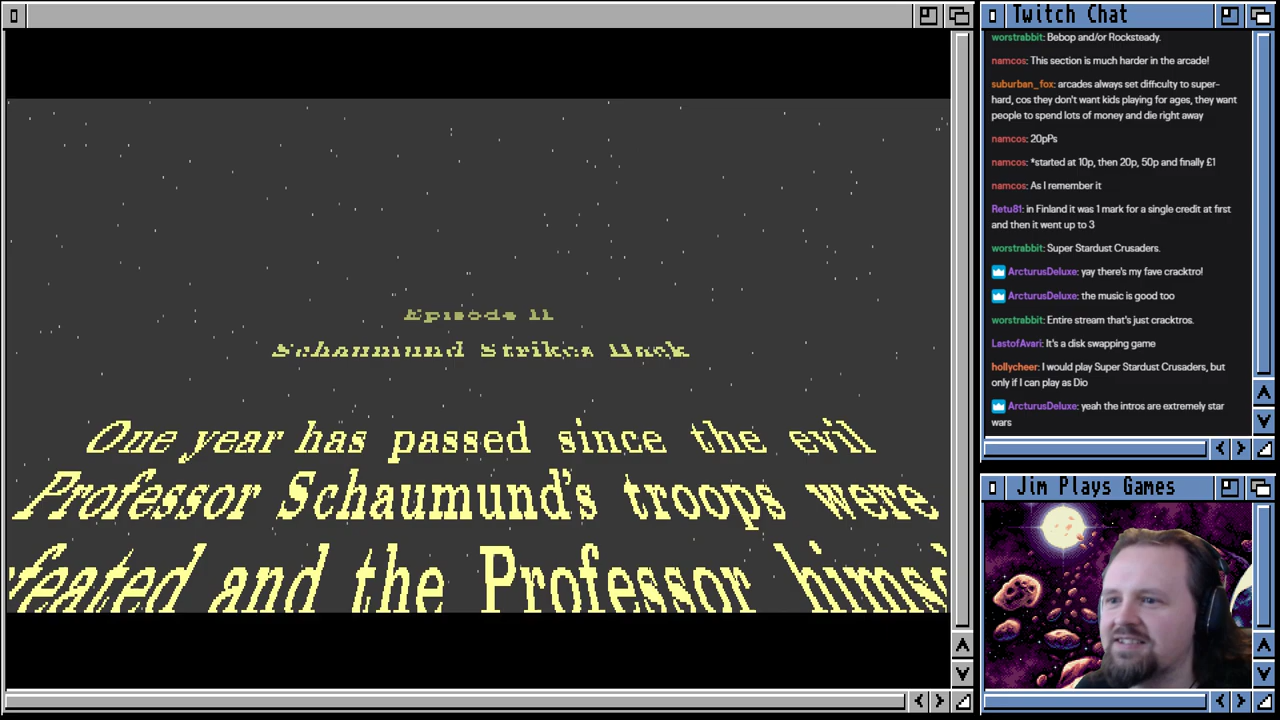 Episode II
Schaumund Strikes Back
One year has passed since the evil
Professor Schaumund's troops were
feated and the Professor himse
Twitch Chat
worstrabbit: Bebop and/or Rocksteady.
namcos: This section is much harder in the arcade!
suburban_fox: arcades always set difficulty to super-
hard, cos they don't want kids playing for ages, they want
people to spend lots of money and die right away
namcos: 20pPs
namcos: *started at 10p, then 20p, 50p and finally £1
namcos: As I remember it
Retu81: in Finland it was 1 mark for a single credit at first
and then it went up to 3
worstrabbit: Super Stardust Crusaders.
ArcturusDeluxe: yay there's my fave cracktro!
ArcturusDeluxe: the music is good too
worstrabbit: Entire stream that's just cracktros.
LastofAvari: It's a disk swapping game
hollycheer: I would play Super Stardust Crusaders, but
only if I can play as Dio
ArcturusDeluxe: yeah the intros are extremely star
wars
Jim Plays Games